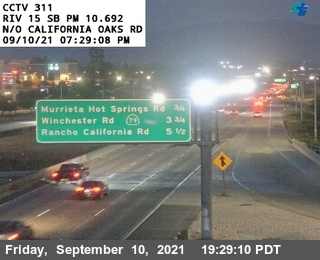 CCTV 311
RIV 15 SB PM 10.692
N/O CALIFORNIA OAKS RD
09/10/21 07:29:08 PM
Murrieta Hot Springs Rd 3/4
Winchester Rd 79 3 3/4
Rancho California Rd 5 1/2
Friday, September 10, 2021 19:29:10 PDT